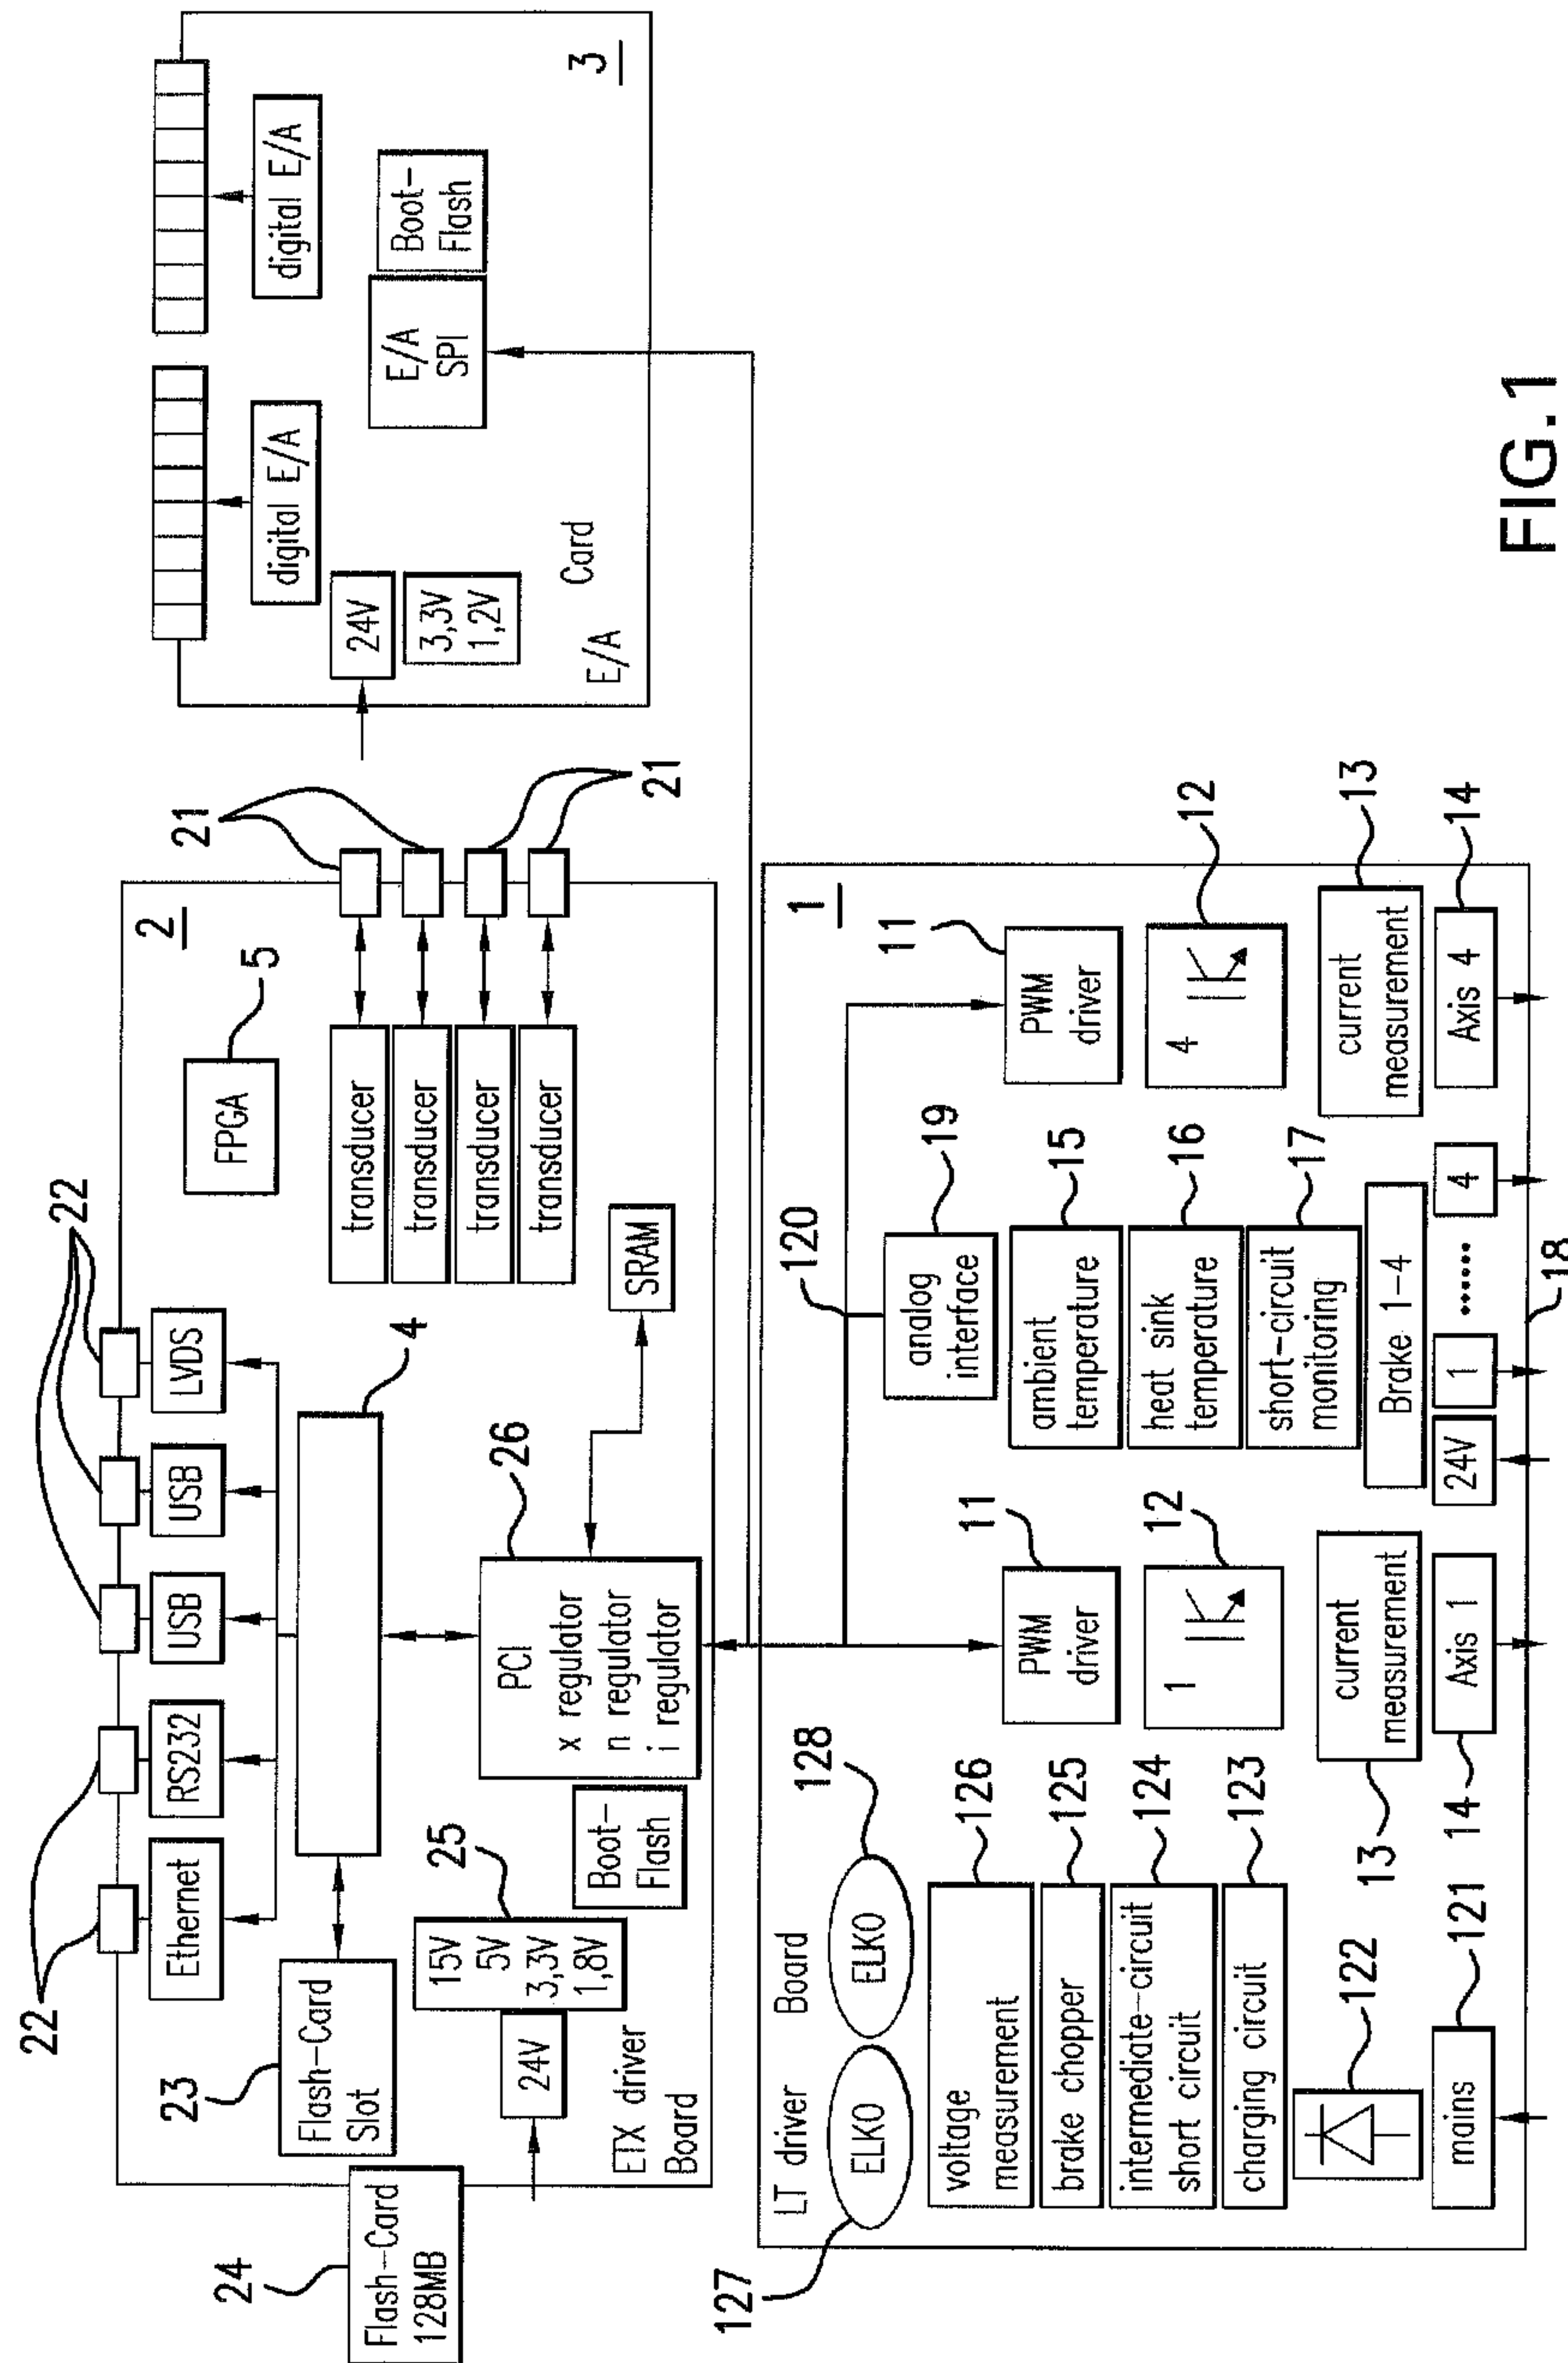 24
Flash-Card
128MB
22
22
Ethernet
RS232
USB
USB
LVDS
23
Flash-Card
Slot
4
FPGA
5
2
24V
15V
5V
3,3V
1,8V
25
PCI
x regulator
n regulator
i regulator
26
Boot-
Flash
SRAM
transducer
transducer
transducer
transducer
21
21
ETX driver
Board
digital E/A
digital E/A
24V
3,3V
1,2V
E/A
SPI
Boot-
Flash
E/A Card
3
LT driver Board
1
127
ELKO
ELKO
128
voltage
measurement
126
brake chopper
125
intermediate-circuit
short circuit
124
charging circuit
123
122
mains
121
PWM
driver
11
1
12
current
measurement
13
Axis 1
14
120
analog
interface
19
ambient
temperature
15
heat sink
temperature
16
short-circuit
monitoring
17
Brake 1-4
24V
1
.......
4
18
PWM
driver
11
4
12
current
measurement
13
Axis 4
14
FIG.1